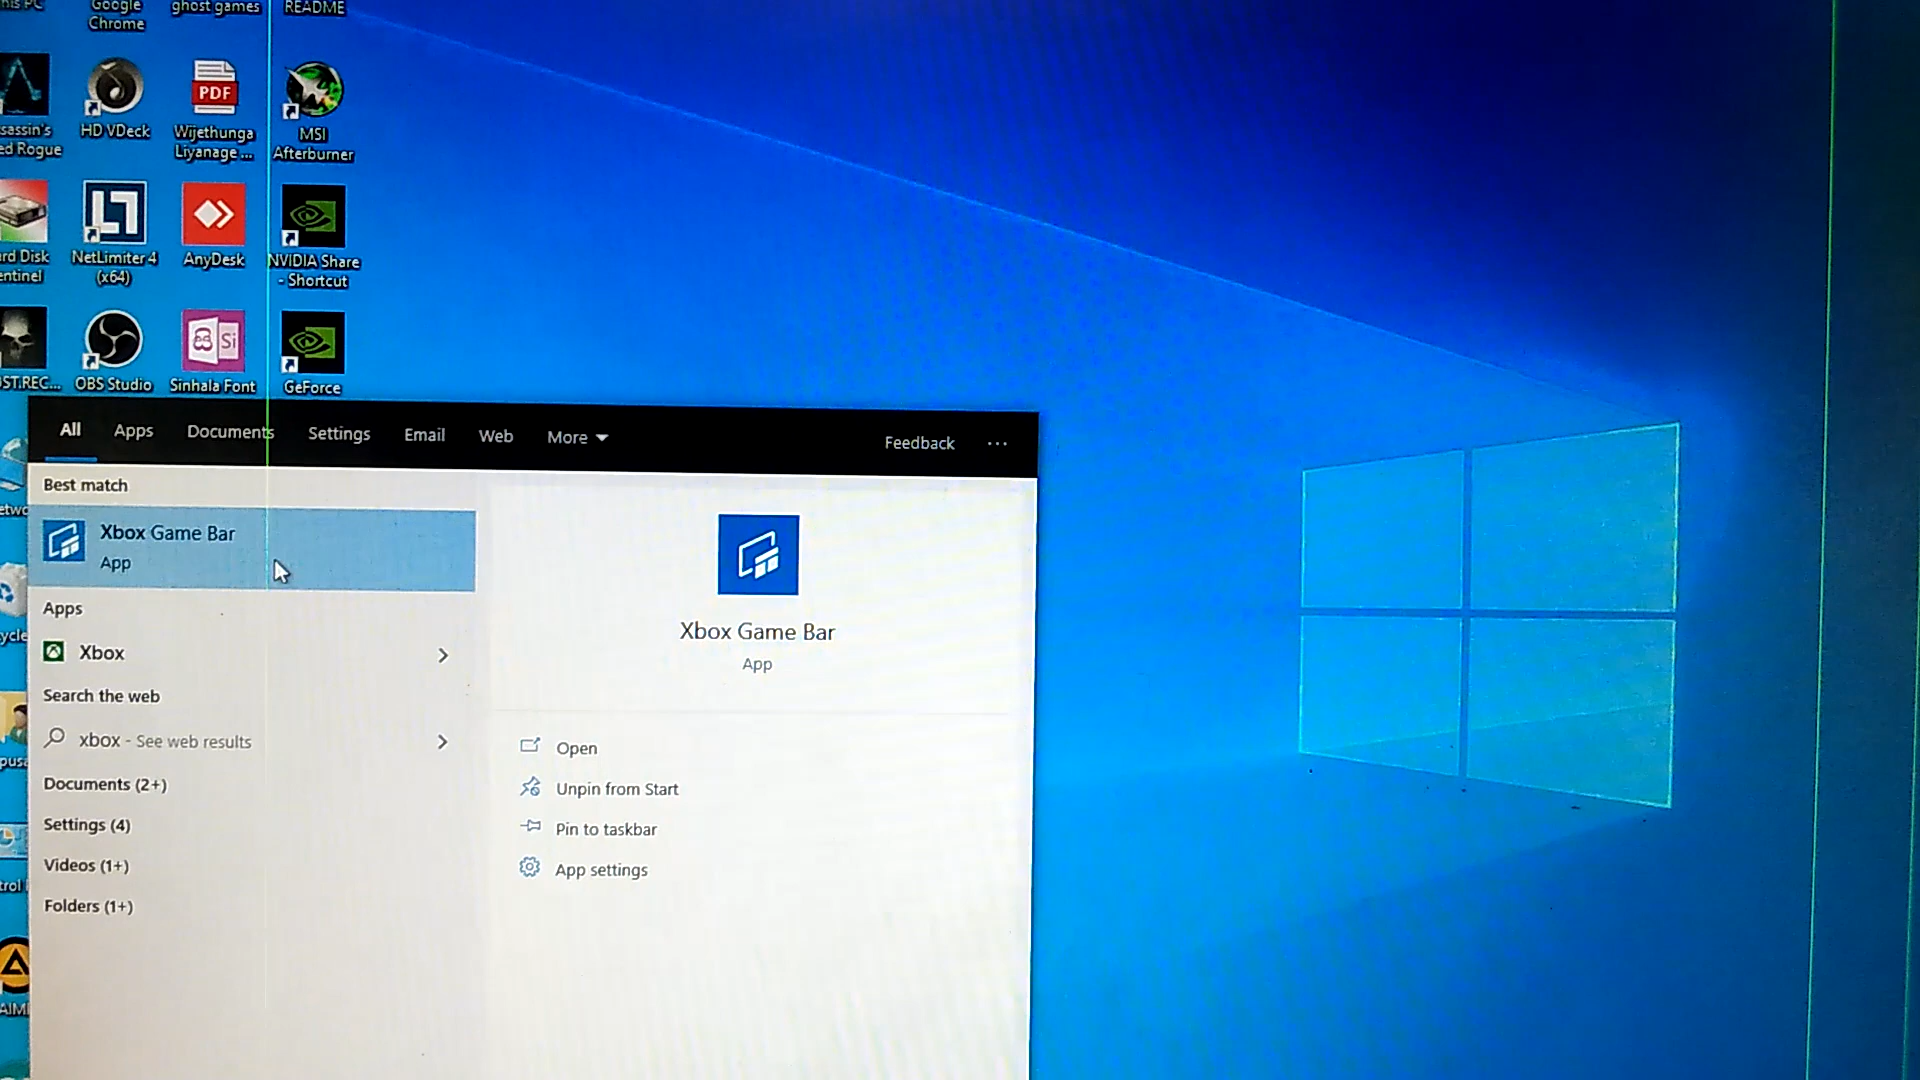 Google
Chrome
ghost games
README
HD VDeck
PDF
Wijethunga
Liyanage ...
MSI
Afterburner
ed Rogue
NetLimiter 4
(x64)
AnyDesk
NVIDIA Share
- Shortcut
OBS Studio
Si
Sinhala Font
GeForce
All
Apps
Documents
Settings
Email
Web
More
Feedback
...
Best match
Xbox Game Bar
App
Apps
Xbox
Search the web
xbox - See web results
Documents (2+)
Settings (4)
Videos (1+)
Folders (1+)
Xbox Game Bar
App
Open
Unpin from Start
Pin to taskbar
App settings